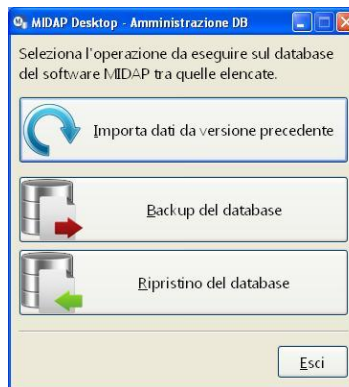 MIDAP Desktop - Amministrazione DB
Seleziona l'operazione da eseguire sul database
del software MIDAP tra quelle elencate.
Importa dati da versione precedente
Backup del database
Ripristino del database
Esci